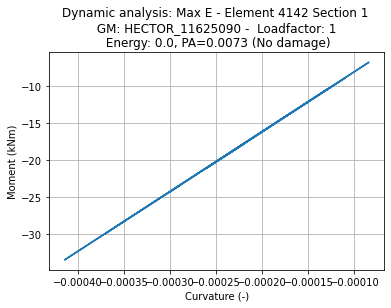 Dynamic analysis: Max E - Element 4142 Section 1
GM: HECTOR_11625090 -  Loadfactor: 1
Energy: 0.0, PA=0.0073 (No damage)
Moment (kNm)
−10
−15
−20
−25
−30
−0.00040 −0.00035 −0.00030 −0.00025 −0.00020 −0.00015 −0.00010
Curvature (-)